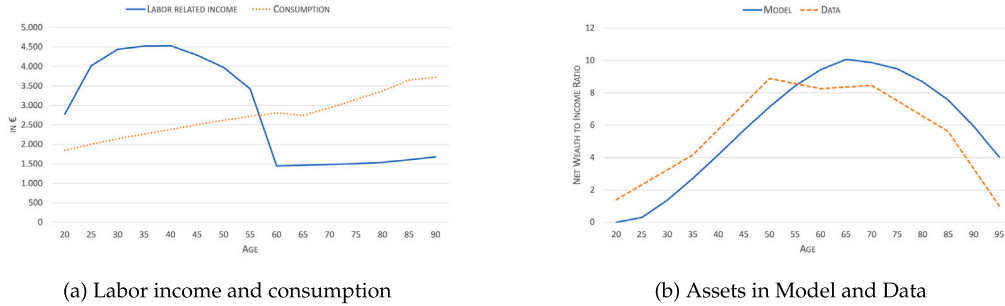 LABOR RELATED INCOME CONSUMPTION
5.000
4.500
4.000
3.500
3.000
2.500
2.000
1.500
1.000
500
0
IN €
20 25 30 35 40 45 50 55 60 65 70 75 80 85 90
AGE
(a) Labor income and consumption
MODEL DATA
12
10
8
6
4
2
0
NET WEALTH TO INCOME RATIO
20 25 30 35 40 45 50 55 60 65 70 75 80 85 90 95
AGE
(b) Assets in Model and Data